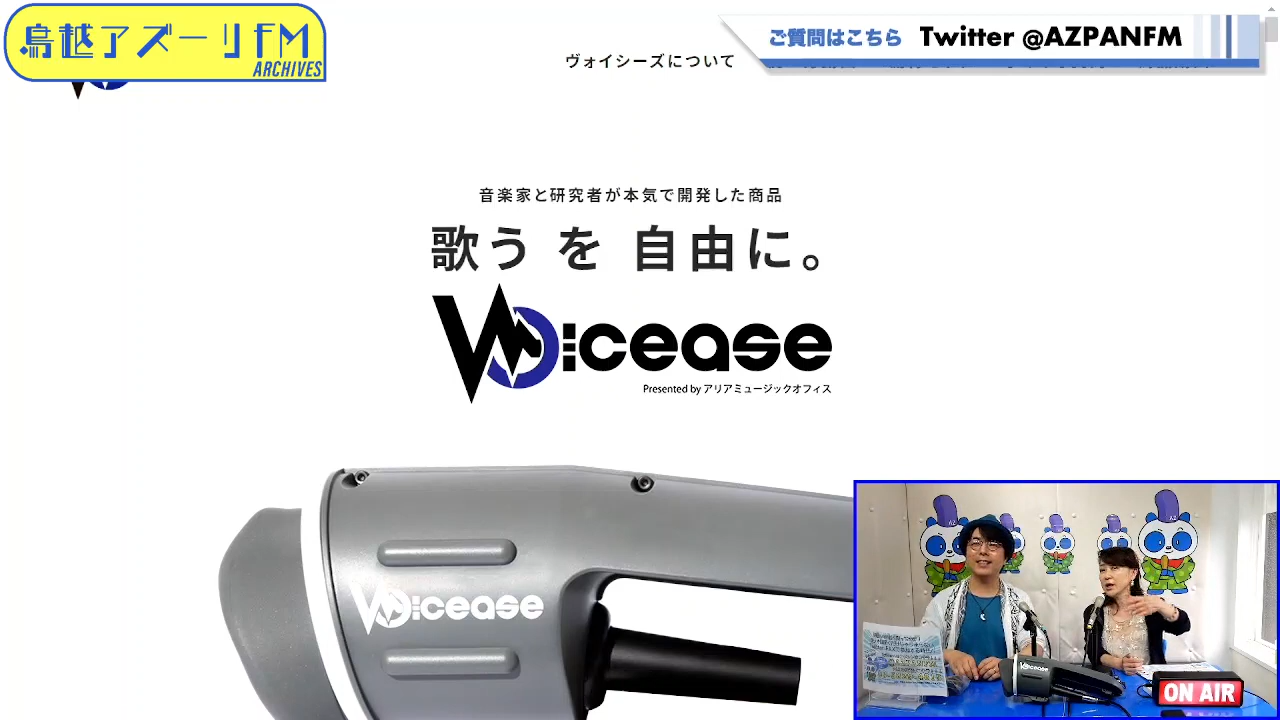 鳥越アズーリFM
ARCHIVES
ご質問はこちら Twitter @AZPANFM
ヴォイシーズについて
音楽家と研究者が本気で開発した商品
歌う を 自由に。
Voicease
Presented by アリアミュージックオフィス
Voicease
Voicease
ON AIR